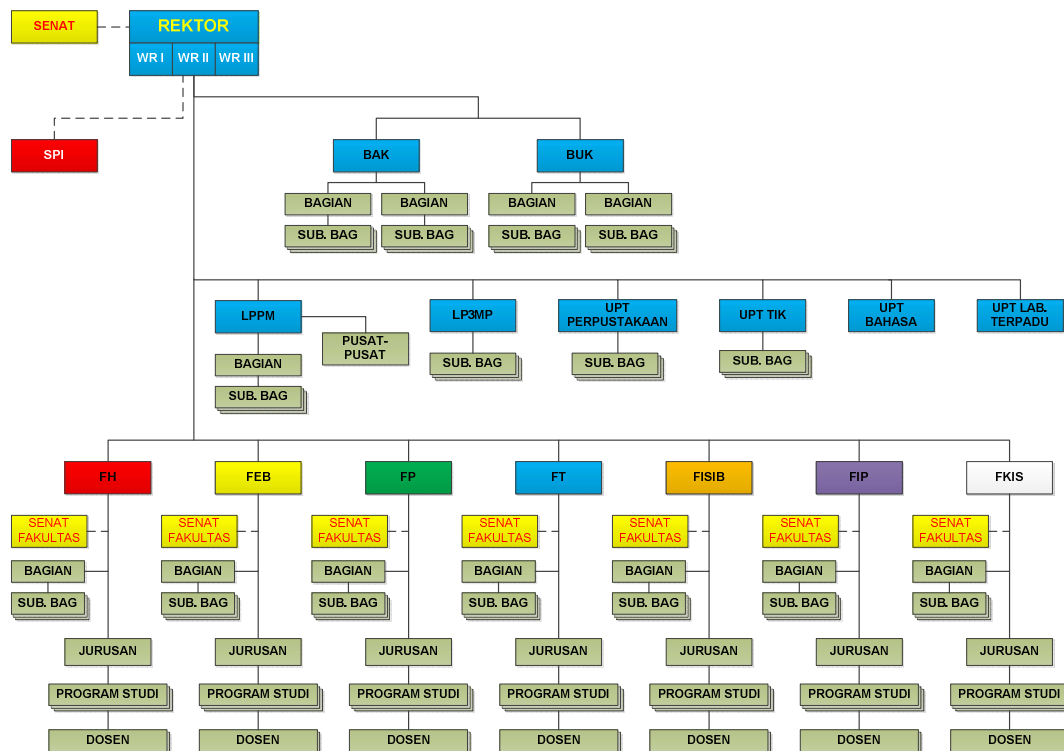 SENAT
REKTOR
WR I
WR II
WR III
SPI
BAK
BUK
BAGIAN
BAGIAN
BAGIAN
BAGIAN
SUB. BAG
SUB. BAG
SUB. BAG
SUB. BAG
LPPM
LP3MP
UPT
PERPUSTAKAAN
UPT TIK
UPT
BAHASA
UPT LAB.
TERPADU
PUSAT-
PUSAT
BAGIAN
SUB. BAG
SUB. BAG
SUB. BAG
SUB. BAG
FH
FEB
FP
FT
FISIB
FIP
FKIS
SENAT
FAKULTAS
SENAT
FAKULTAS
SENAT
FAKULTAS
SENAT
FAKULTAS
SENAT
FAKULTAS
SENAT
FAKULTAS
SENAT
FAKULTAS
BAGIAN
BAGIAN
BAGIAN
BAGIAN
BAGIAN
BAGIAN
BAGIAN
SUB. BAG
SUB. BAG
SUB. BAG
SUB. BAG
SUB. BAG
SUB. BAG
SUB. BAG
JURUSAN
JURUSAN
JURUSAN
JURUSAN
JURUSAN
JURUSAN
JURUSAN
PROGRAM STUDI
PROGRAM STUDI
PROGRAM STUDI
PROGRAM STUDI
PROGRAM STUDI
PROGRAM STUDI
PROGRAM STUDI
DOSEN
DOSEN
DOSEN
DOSEN
DOSEN
DOSEN
DOSEN